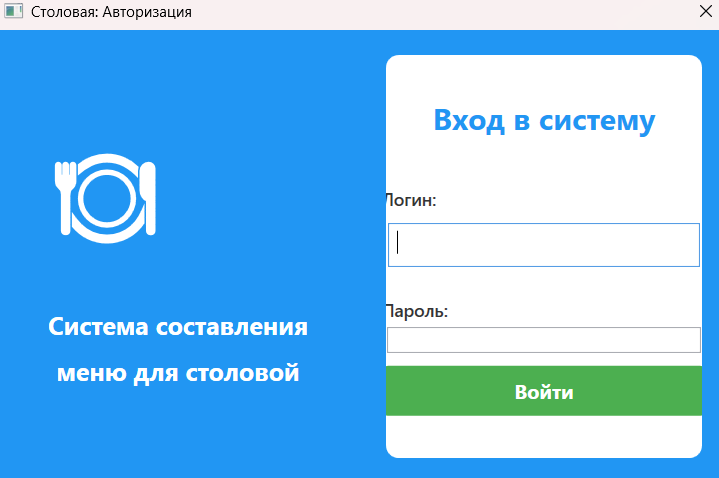 Столовая: Авторизация
Система составления
меню для столовой
Вход в систему
Логин:
Пароль:
Войти